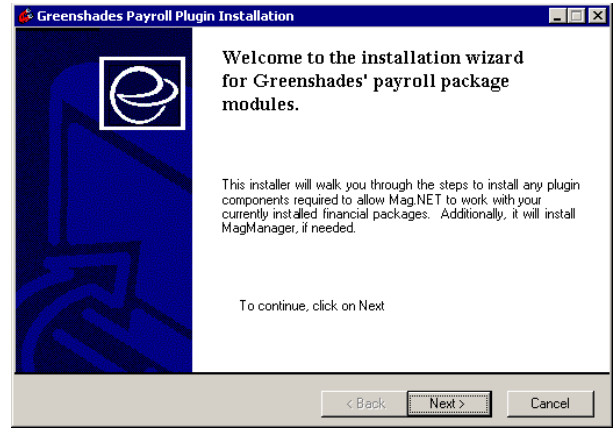 Greenshades Payroll Plugin Installation
Welcome to the installation wizard
for Greenshades' payroll package
modules.
This installer will walk you through the steps to install any plugin
components required to allow Mag.NET to work with your
currently installed financial packages. Additionally, it will install
MagManager, if needed.
To continue, click on Next
< Back Next > Cancel